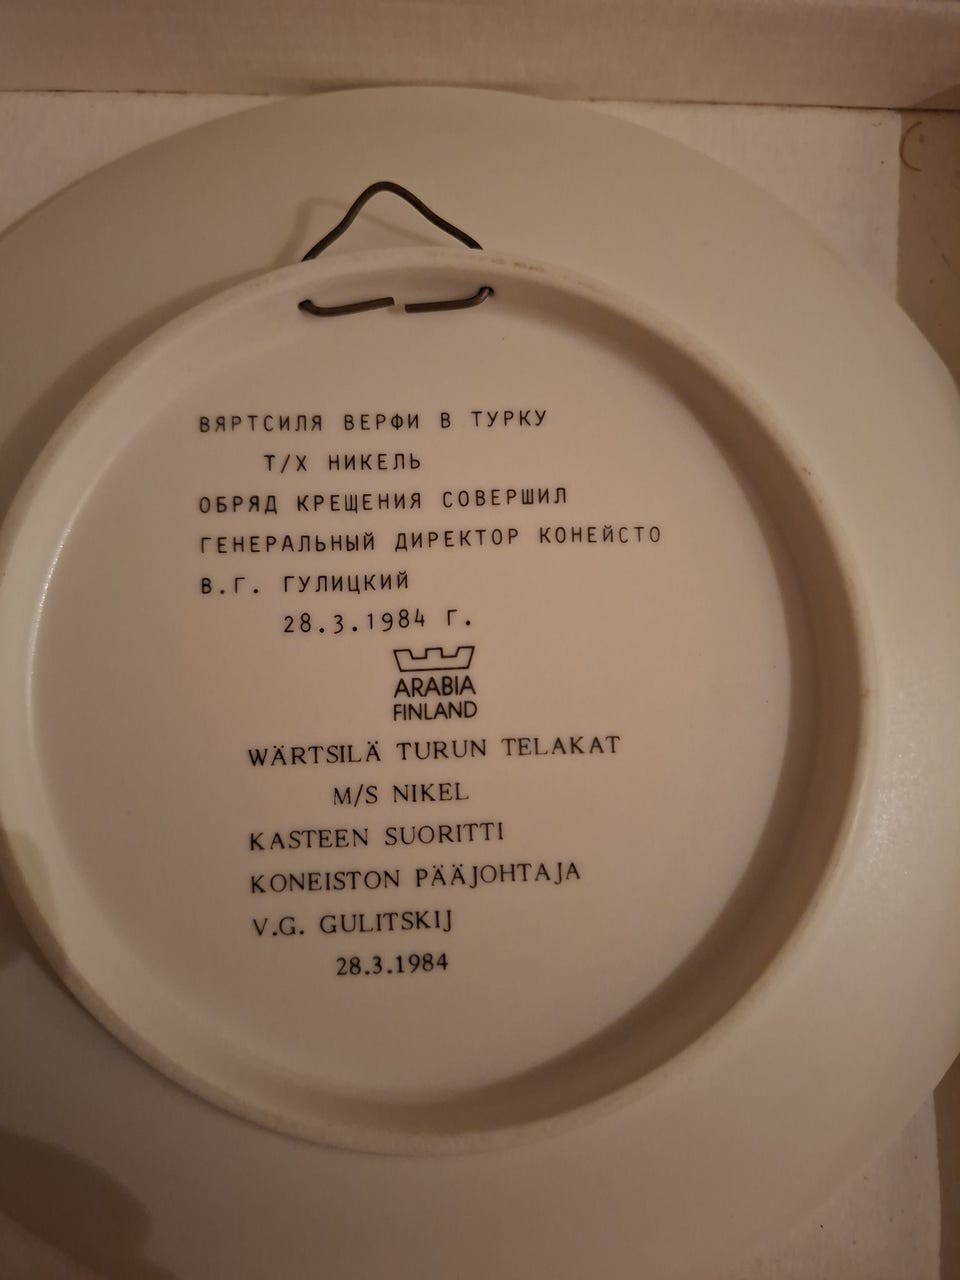 ВЯРТСИЛЯ ВЕРФИ В ТУРКУ
Т/Х НИКЕЛЬ
ОБРЯД КРЕЩЕНИЯ СОВЕРШИЛ
ГЕНЕРАЛЬНЫЙ ДИРЕКТОР КОНЕЙСТО
В.Г. ГУЛИЦКИЙ
28.3.1984 Г.
ARABIA
FINLAND
WÄRTSILÄ TURUN TELAKAT
M/S NIKEL
KASTEEN SUORITTI
KONEISTON PÄÄJOHTAJA
V.G. GULITSKIJ
28.3.1984